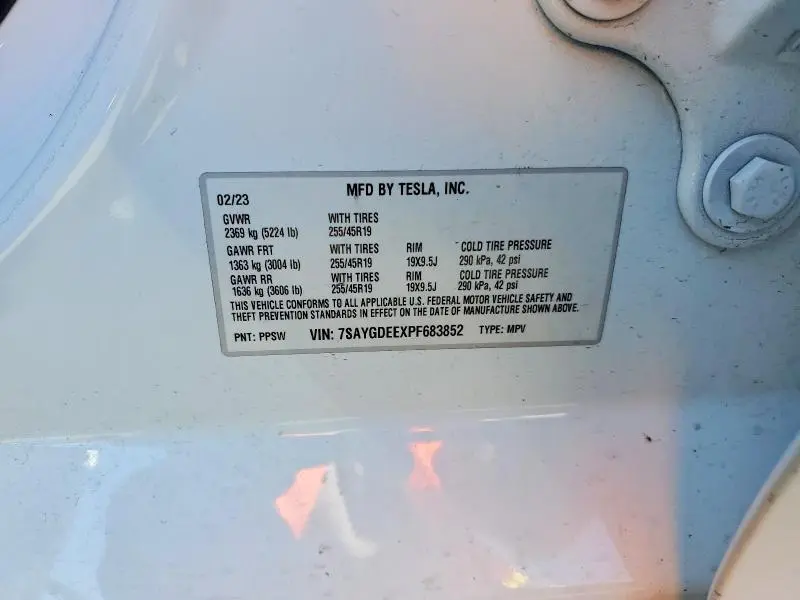 02/23 MFD BY TESLA, INC.
GVWR WITH TIRES
2369 kg (5224 lb) 255/45R19
GAWR FRT WITH TIRES RIM COLD TIRE PRESSURE
1363 kg (3004 lb) 255/45R19 19X9.5J 290 kPa, 42 psi
GAWR RR WITH TIRES RIM COLD TIRE PRESSURE
1636 kg (3606 lb) 255/45R19 19X9.5J 290 kPa, 42 psi
THIS VEHICLE CONFORMS TO ALL APPLICABLE U.S. FEDERAL MOTOR VEHICLE SAFETY AND
THEFT PREVENTION STANDARDS IN EFFECT ON THE DATE OF MANUFACTURE SHOWN ABOVE.
PNT: PPSW VIN: 7SAYGDEEXPF683852 TYPE: MPV